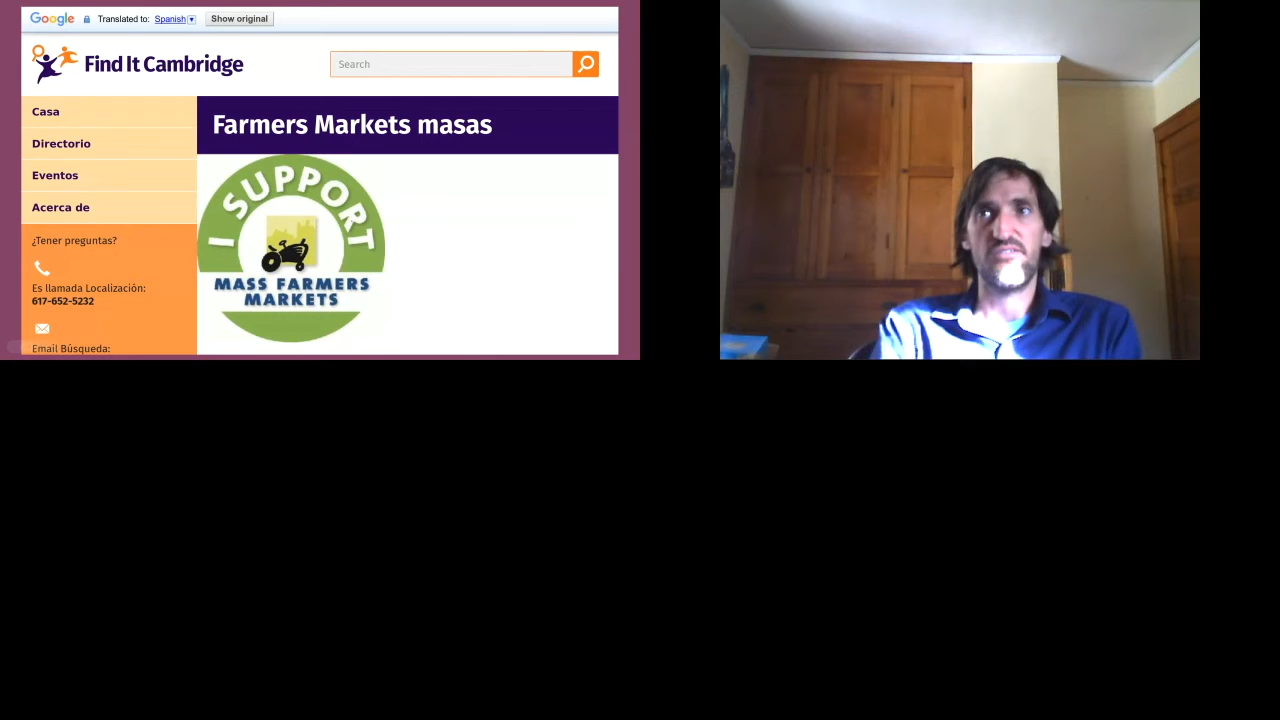 Google Translated to: Spanish Show original
Find It Cambridge
Search
Casa
Directorio
Eventos
Acerca de
¿Tener preguntas?
Es llamada Localización:
617-652-5232
Email Búsqueda:
Farmers Markets masas
I SUPPORT
MASS FARMERS
MARKETS